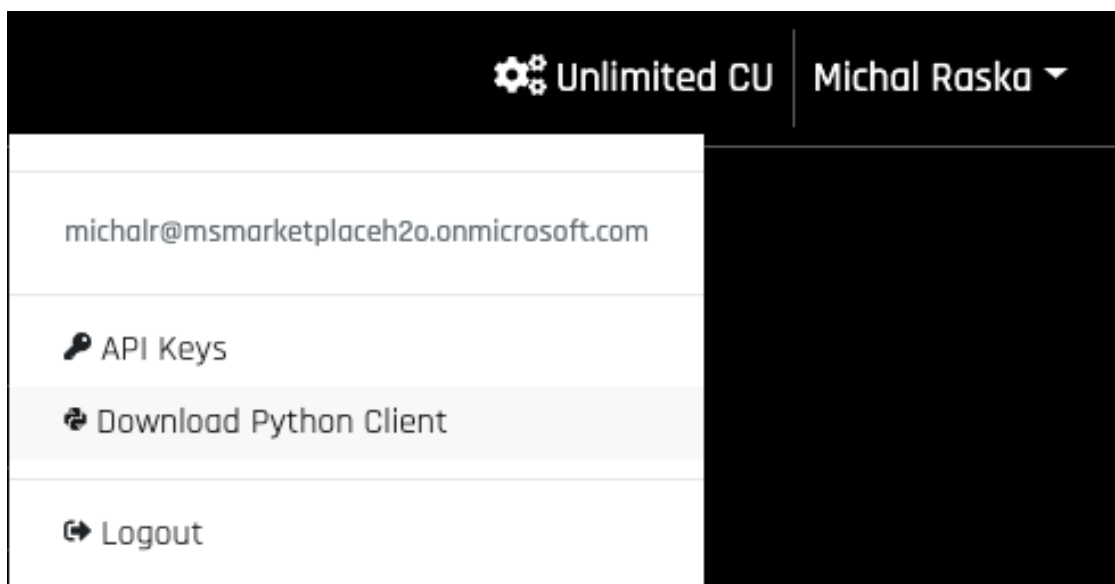 Unlimited CU
Michal Raska
michalr@msmarketplaceh2o.onmicrosoft.com
API Keys
Download Python Client
Logout